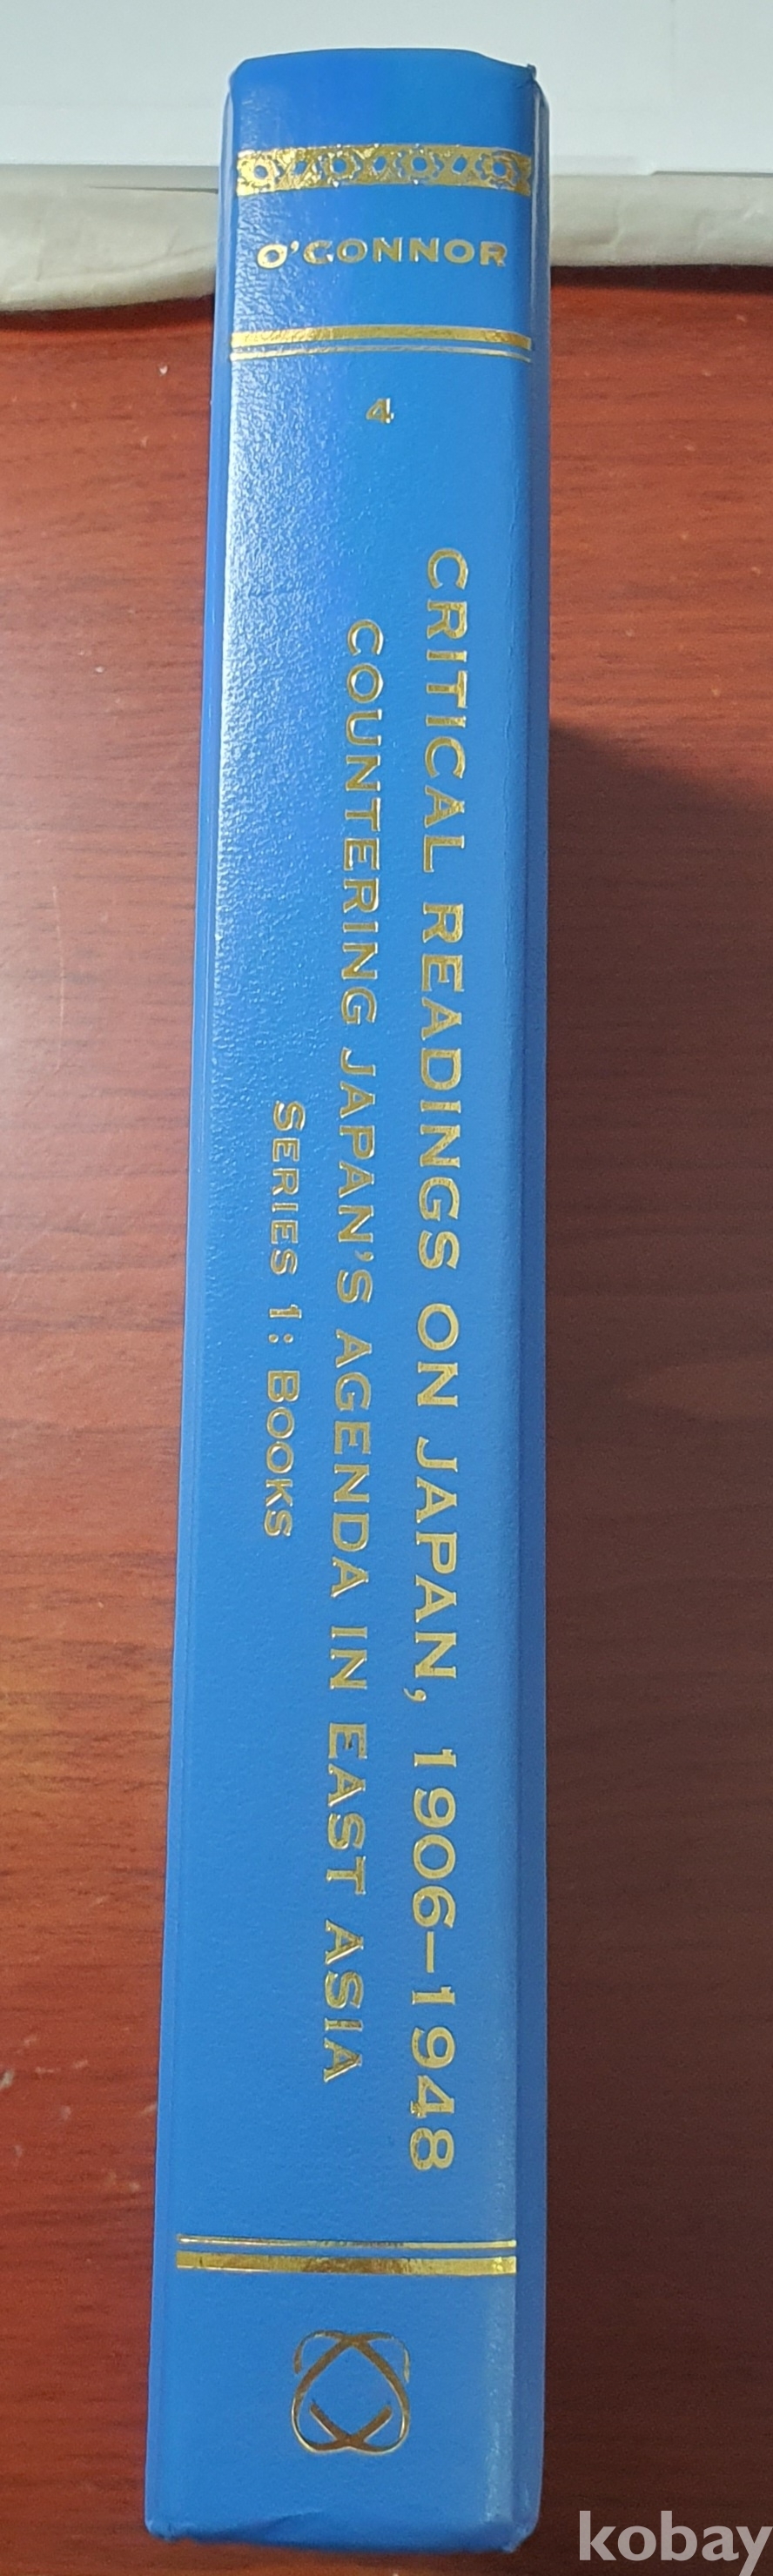 O'CONNOR
4
CRITICAL READINGS ON JAPAN, 1906–1948
COUNTERING JAPAN'S AGENDA IN EAST ASIA
SERIES 1: BOOKS
kobay